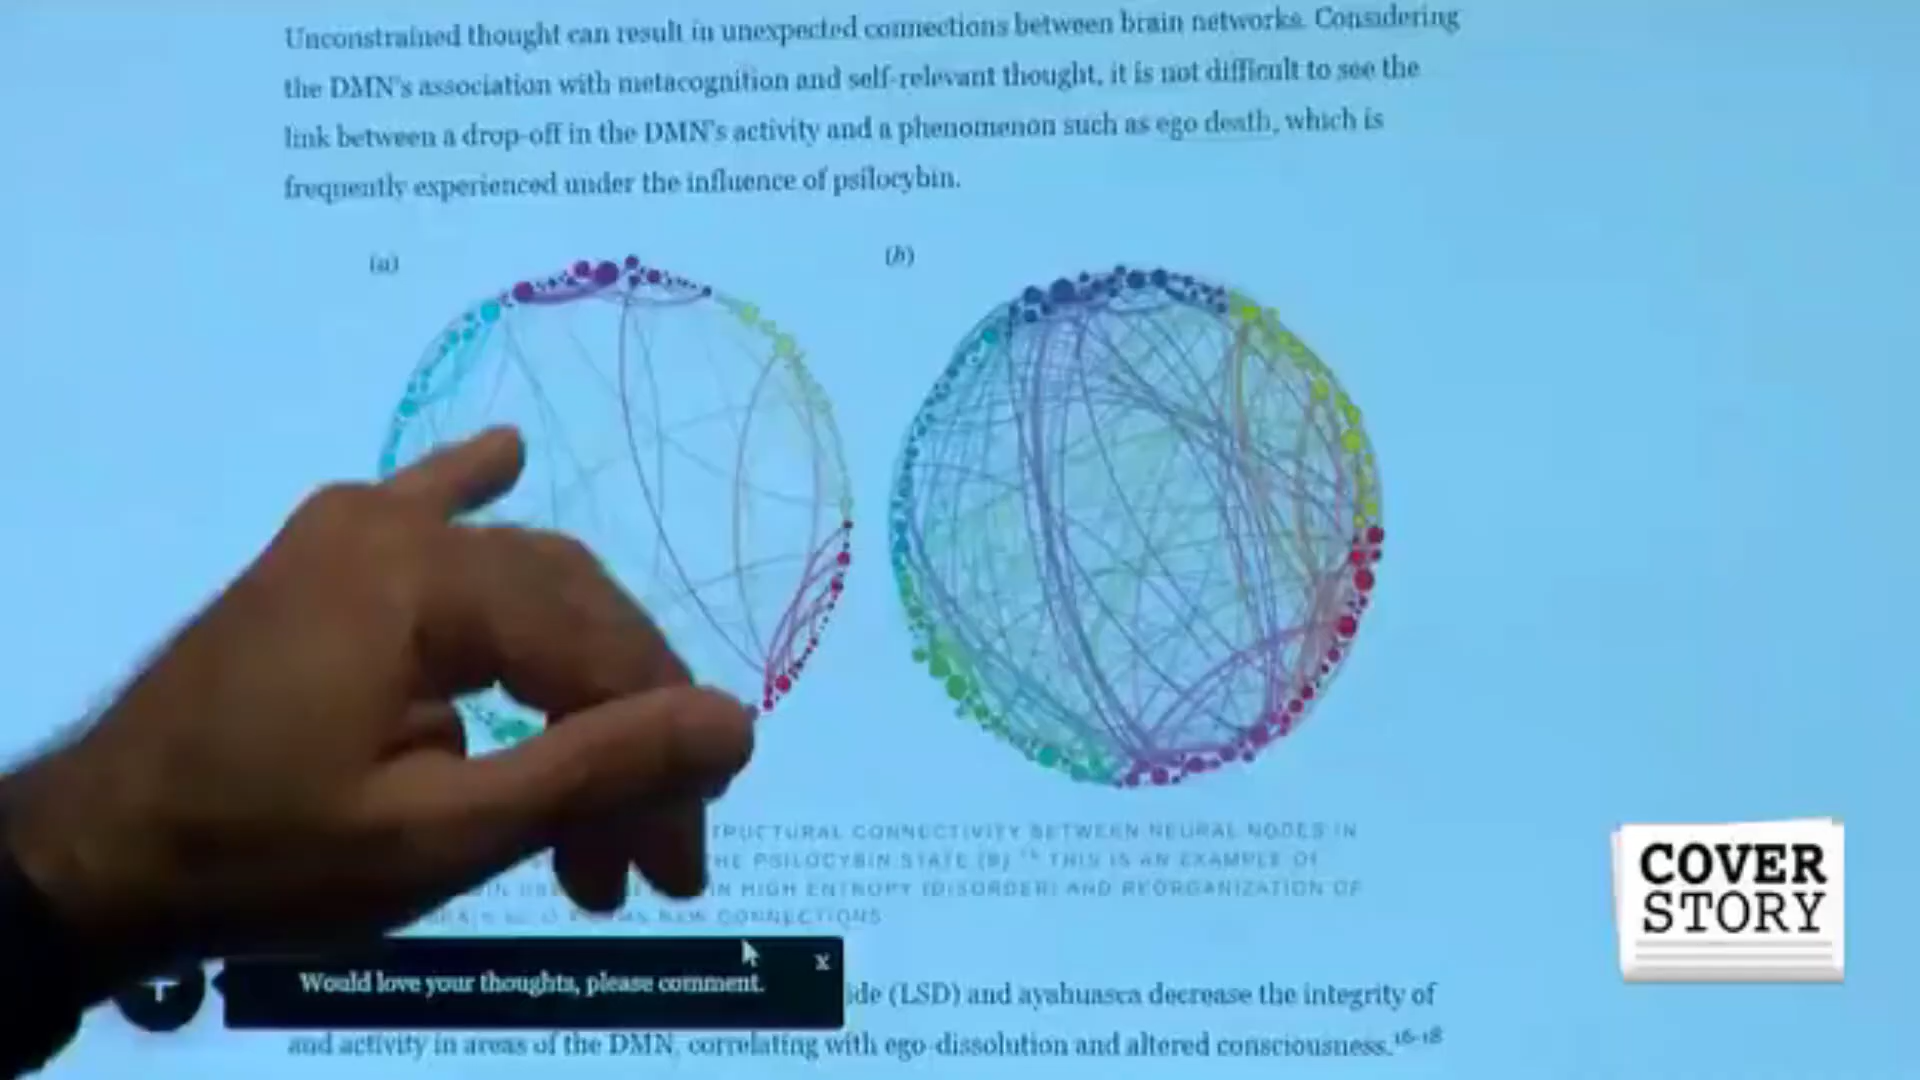 Unconstrained thought can result in unexpected connections between brain networks. Considering
the DMN's association with metacognition and self-relevant thought, it is not difficult to see the
link between a drop-off in the DMN's activity and a phenomenon such as ego death, which is
frequently experienced under the influence of psilocybin.
(a)
(b)
TRUCTURAL CONNECTIVITY BETWEEN NEURAL NODES IN
HE PSILOCYBIN STATE (B) THIS IS AN EXAMPLE OF
IN HIGH ENTROPY (DISORDER) AND REORGANIZATION OF
NEW CONNECTIONS
COVER
STORY
Would love your thoughts, please comment.
x
ide (LSD) and ayahuasca decrease the integrity of
and activity in areas of the DMN, correlating with ego-dissolution and altered consciousness.16-18